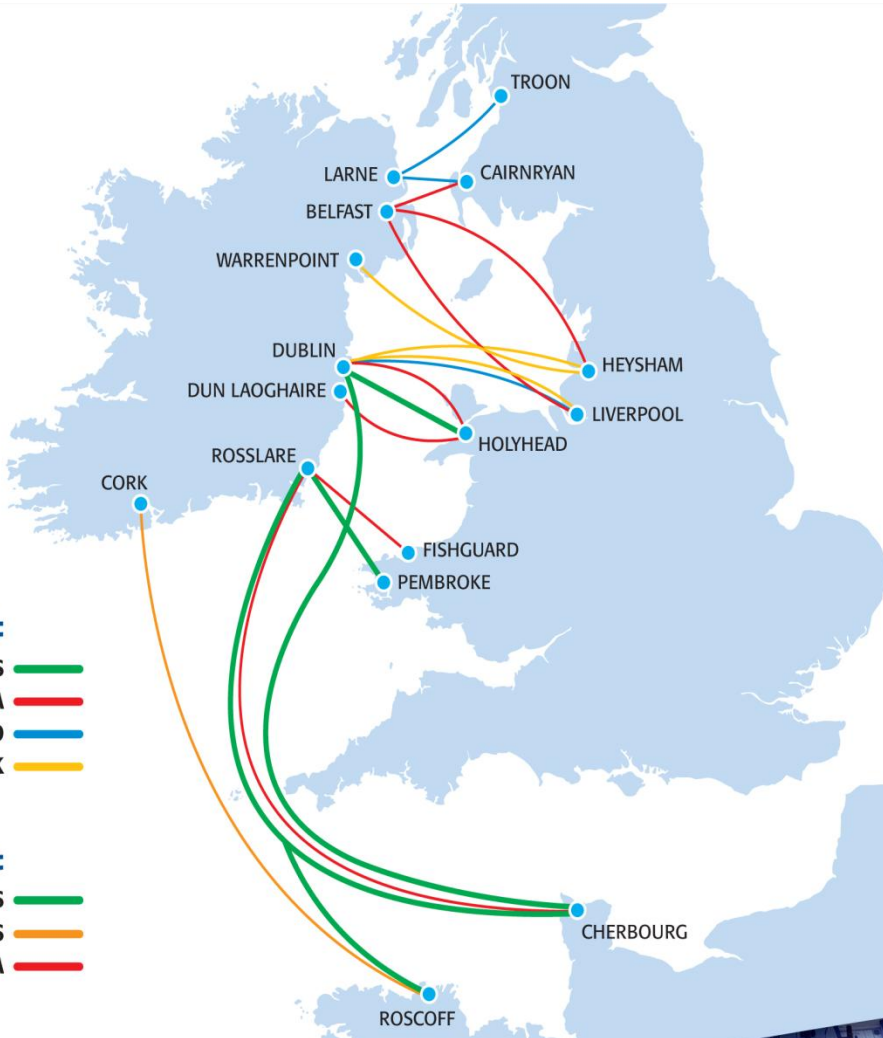 TROON
LARNE
CAIRNRYAN
BELFAST
WARRENPOINT
DUBLIN
HEYSHAM
DUN LAOGHAIRE
LIVERPOOL
HOLYHEAD
ROSSLARE
CORK
FISHGUARD
PEMBROKE
CHERBOURG
ROSCOFF